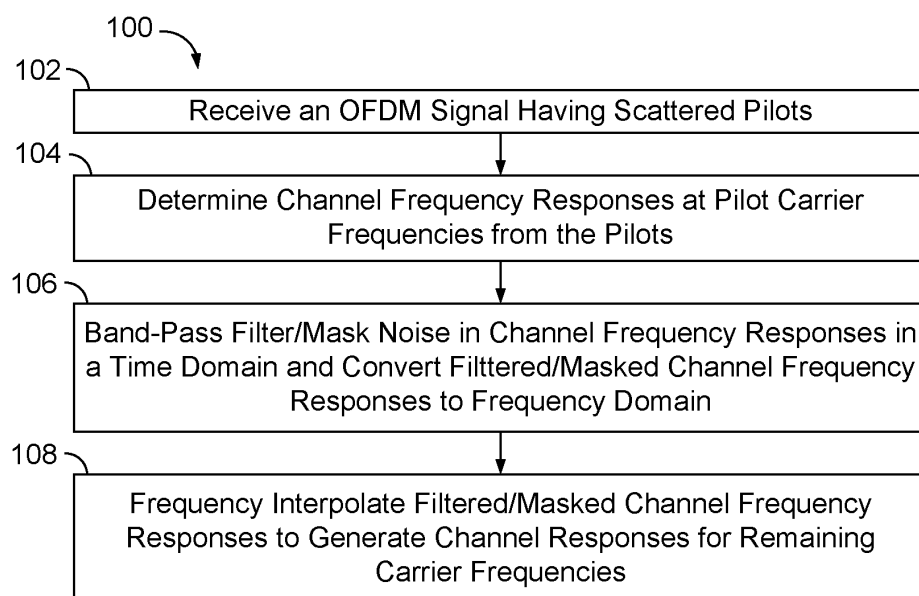 100
102
Receive an OFDM Signal Having Scattered Pilots
104
Determine Channel Frequency Responses at Pilot Carrier
Frequencies from the Pilots
106
Band-Pass Filter/Mask Noise in Channel Frequency Responses in
a Time Domain and Convert Filttered/Masked Channel Frequency
Responses to Frequency Domain
108
Frequency Interpolate Filtered/Masked Channel Frequency
Responses to Generate Channel Responses for Remaining
Carrier Frequencies